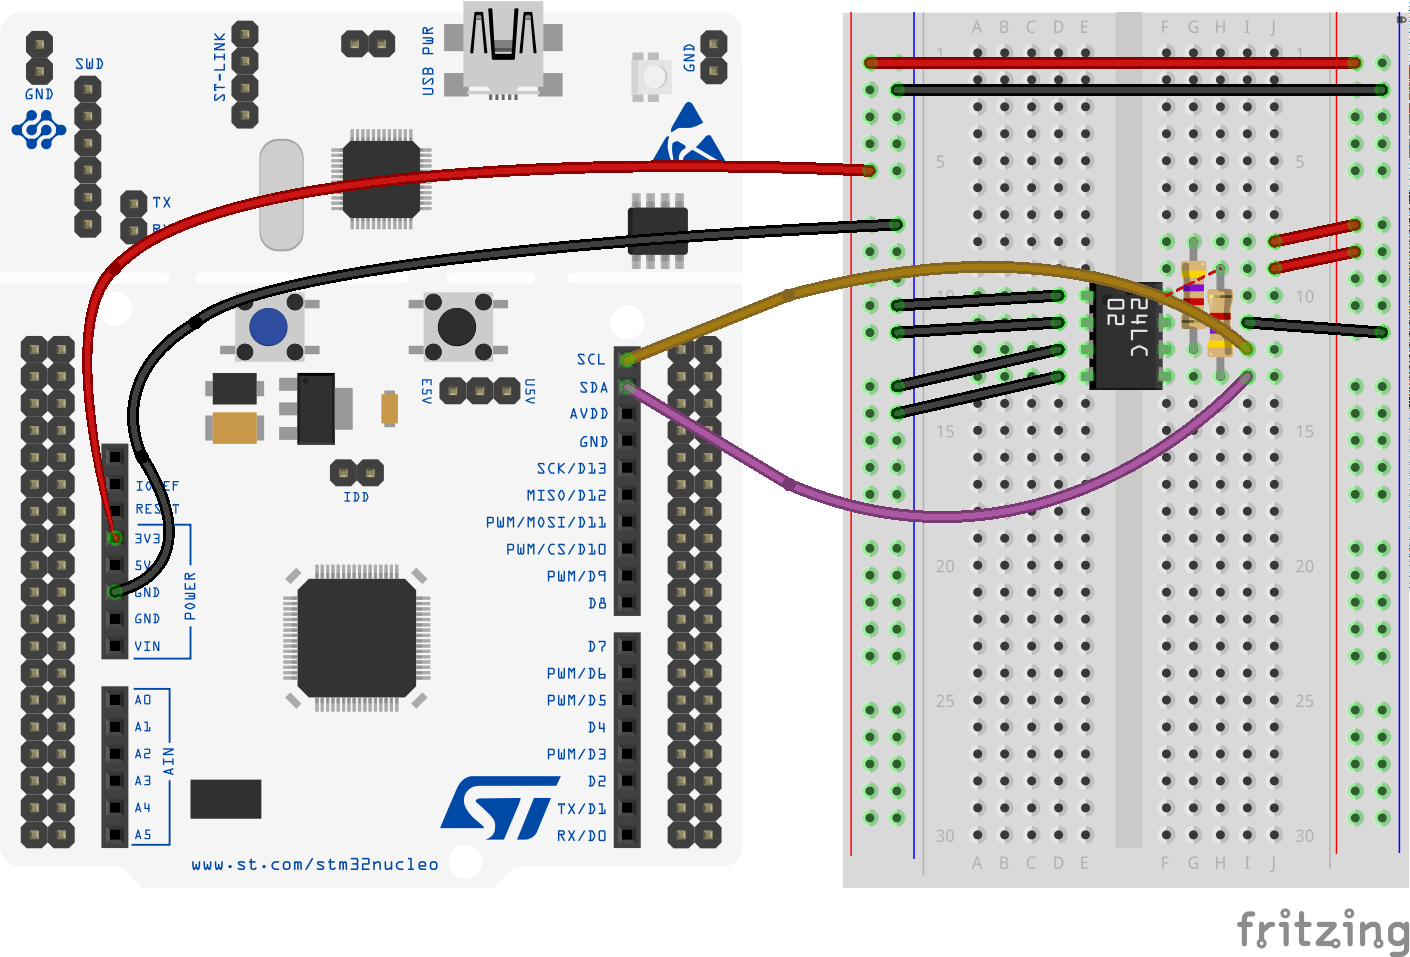 SWD
GND
ST-LINK
TX
USB PWR
GND
SCL
SDA
AVDD
GND
SCK/D13
MISO/D12
PWM/MOSI/D11
PWM/CS/D10
PWM/D9
D8
D7
PWM/D6
PWM/D5
D4
PWM/D3
D2
TX/D1
RX/D0
E5V
U5V
IDD
IOREF
RESET
3V3
5V
GND
GND
VIN
POWER
A0
A1
A2
A3
A4
A5
AIN
ST
www.st.com/stm32nucleo
A B C D E F G H I J
1 1
5 5
10 10
15 15
20 20
25 25
30 30
A B C D E F G H I J
24LC
02
fritzing